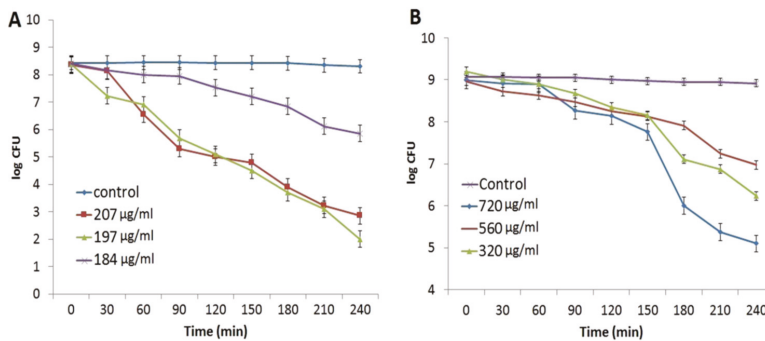 A
10
9
8
7
6
5
4
3
2
1
0
log CFU
0 30 60 90 120 150 180 210 240
Time (min)
control
207 µg/ml
197 µg/ml
184 µg/ml
B
10
9
8
7
6
5
4
log CFU
0 30 60 90 120 150 180 210 240
Time (min)
Control
720 µg/ml
560 µg/ml
320 µg/ml